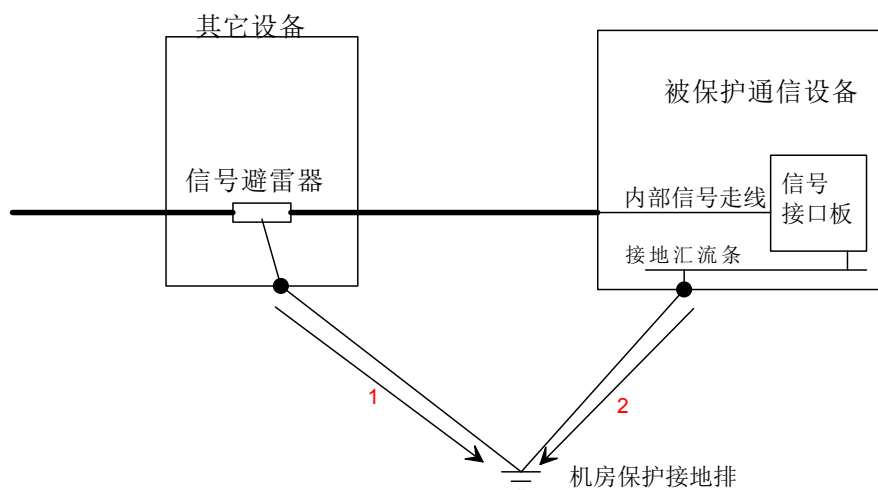 其它设备
被保护通信设备
信号避雷器
内部信号走线
信号
接口板
接地汇流条
1
2
机房保护接地排